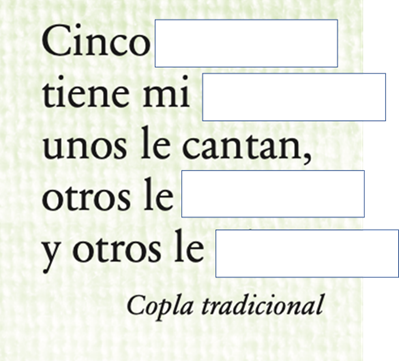 Cinco
tiene mi
unos le cantan,
otros le
y otros le
Copla tradicional